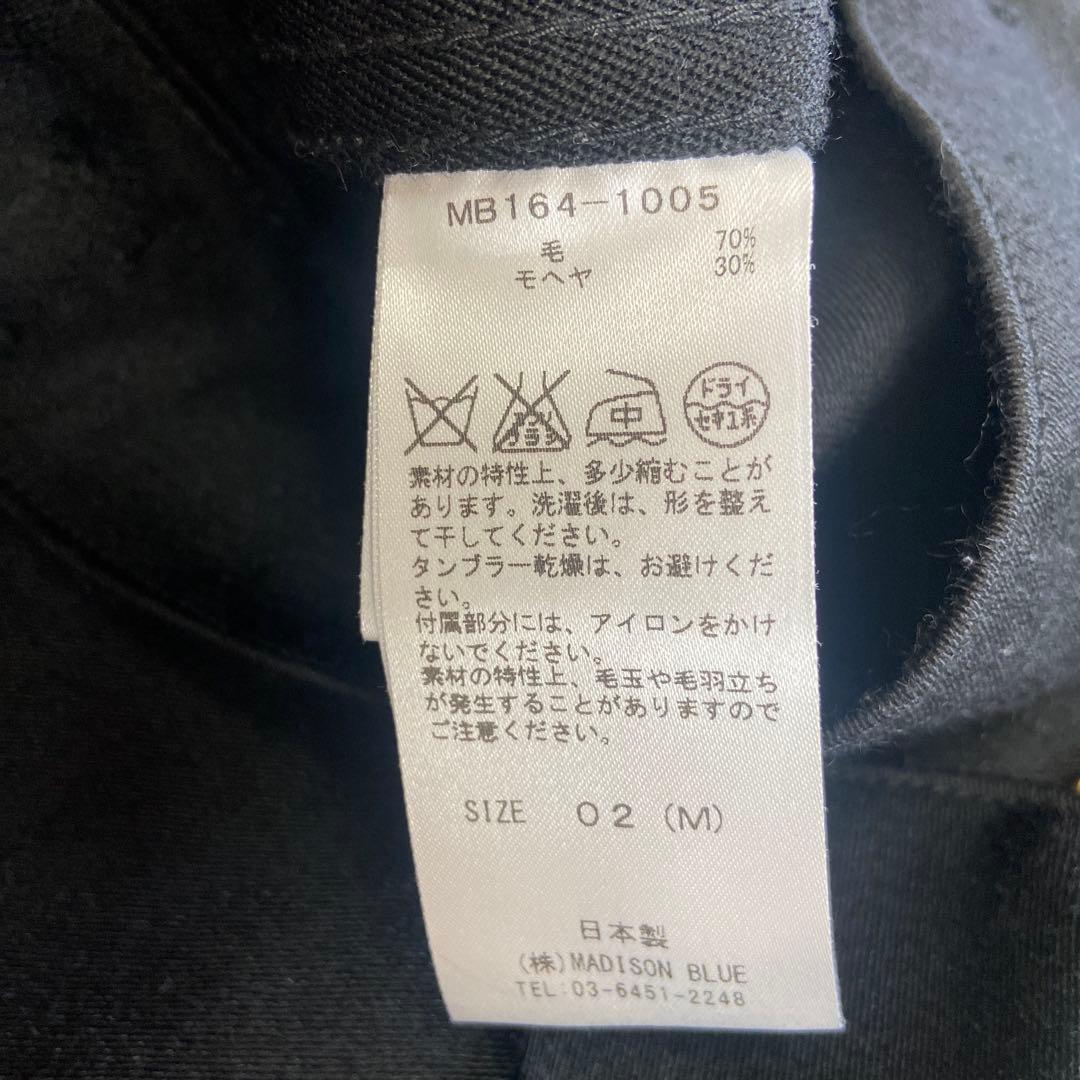 MB164-1005
毛 70%
モヘヤ 30%
エンソ
サラシ
中
ドライ
セキユ系
素材の特性上、多少縮むことが
あります。洗濯後は、形を整え
て干してください。
タンブラー乾燥は、お避けくだ
さい。
付属部分には、アイロンをかけ
ないでください。
素材の特性上、毛玉や毛羽立ち
が発生することがありますので
ご注意ください。
SIZE 02 (M)
日本製
(株)MADISON BLUE
TEL:03-6451-2248